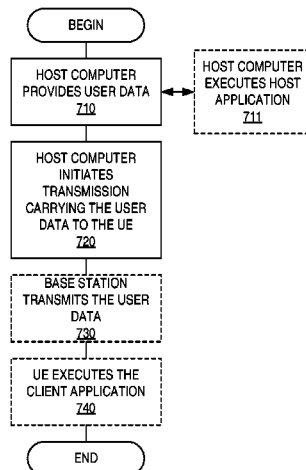 BEGIN
HOST COMPUTER
PROVIDES USER DATA
710
HOST COMPUTER
EXECUTES HOST
APPLICATION
711
HOST COMPUTER
INITIATES
TRANSMISSION
CARRYING THE USER
DATA TO THE UE
720
BASE STATION
TRANSMITS THE USER
DATA
730
UE EXECUTES THE
CLIENT APPLICATION
740
END